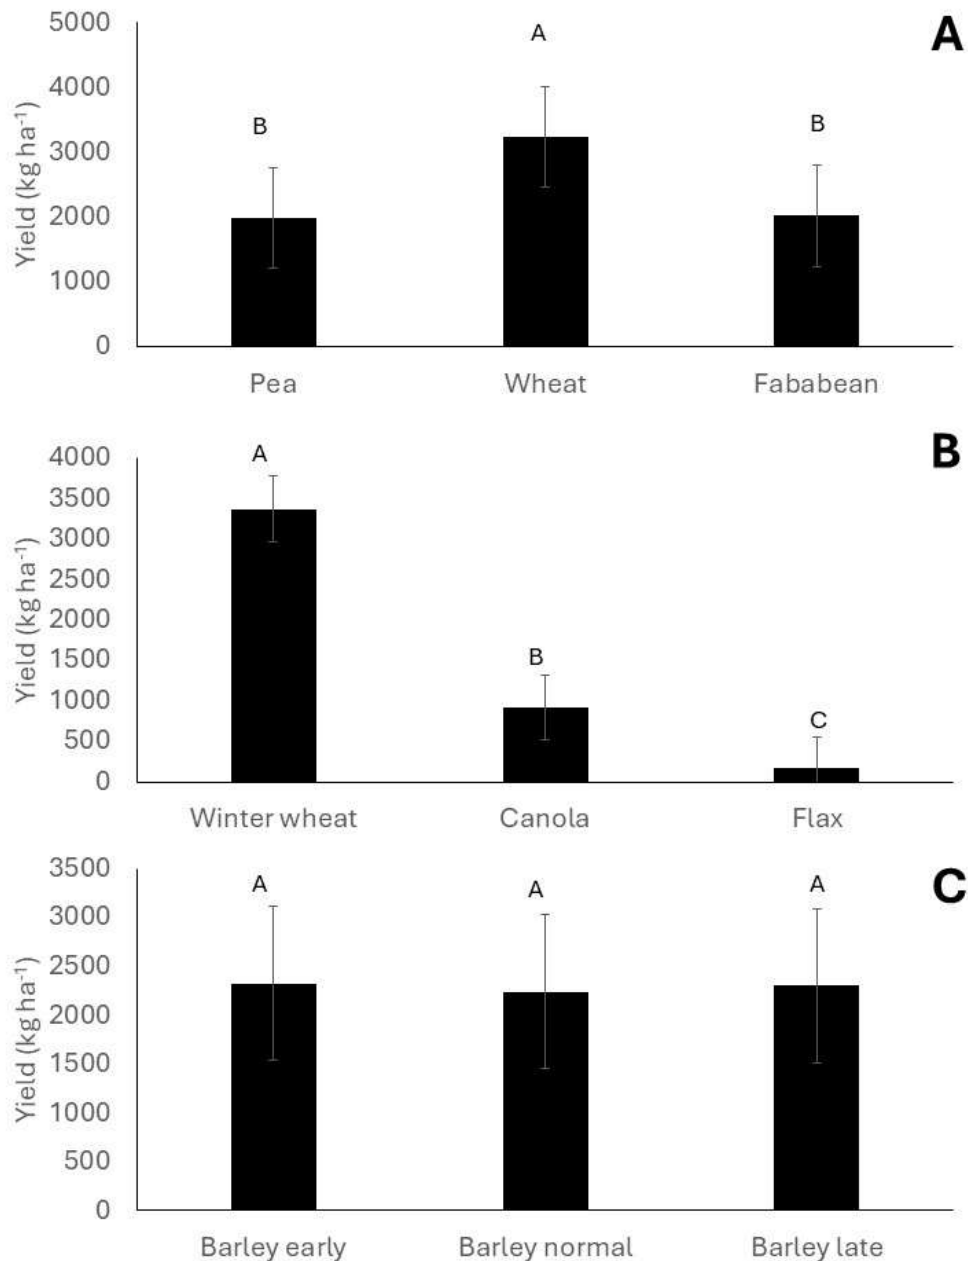 A
Yield (kg ha-1)
5000
4000
3000
2000
1000
0
B
A
B
Pea
Wheat
Fababean
B
Yield (kg ha-1)
4000
3500
3000
2500
2000
1500
1000
500
0
A
B
C
Winter wheat
Canola
Flax
C
Yield (kg ha-1)
3500
3000
2500
2000
1500
1000
500
0
A
A
A
Barley early
Barley normal
Barley late